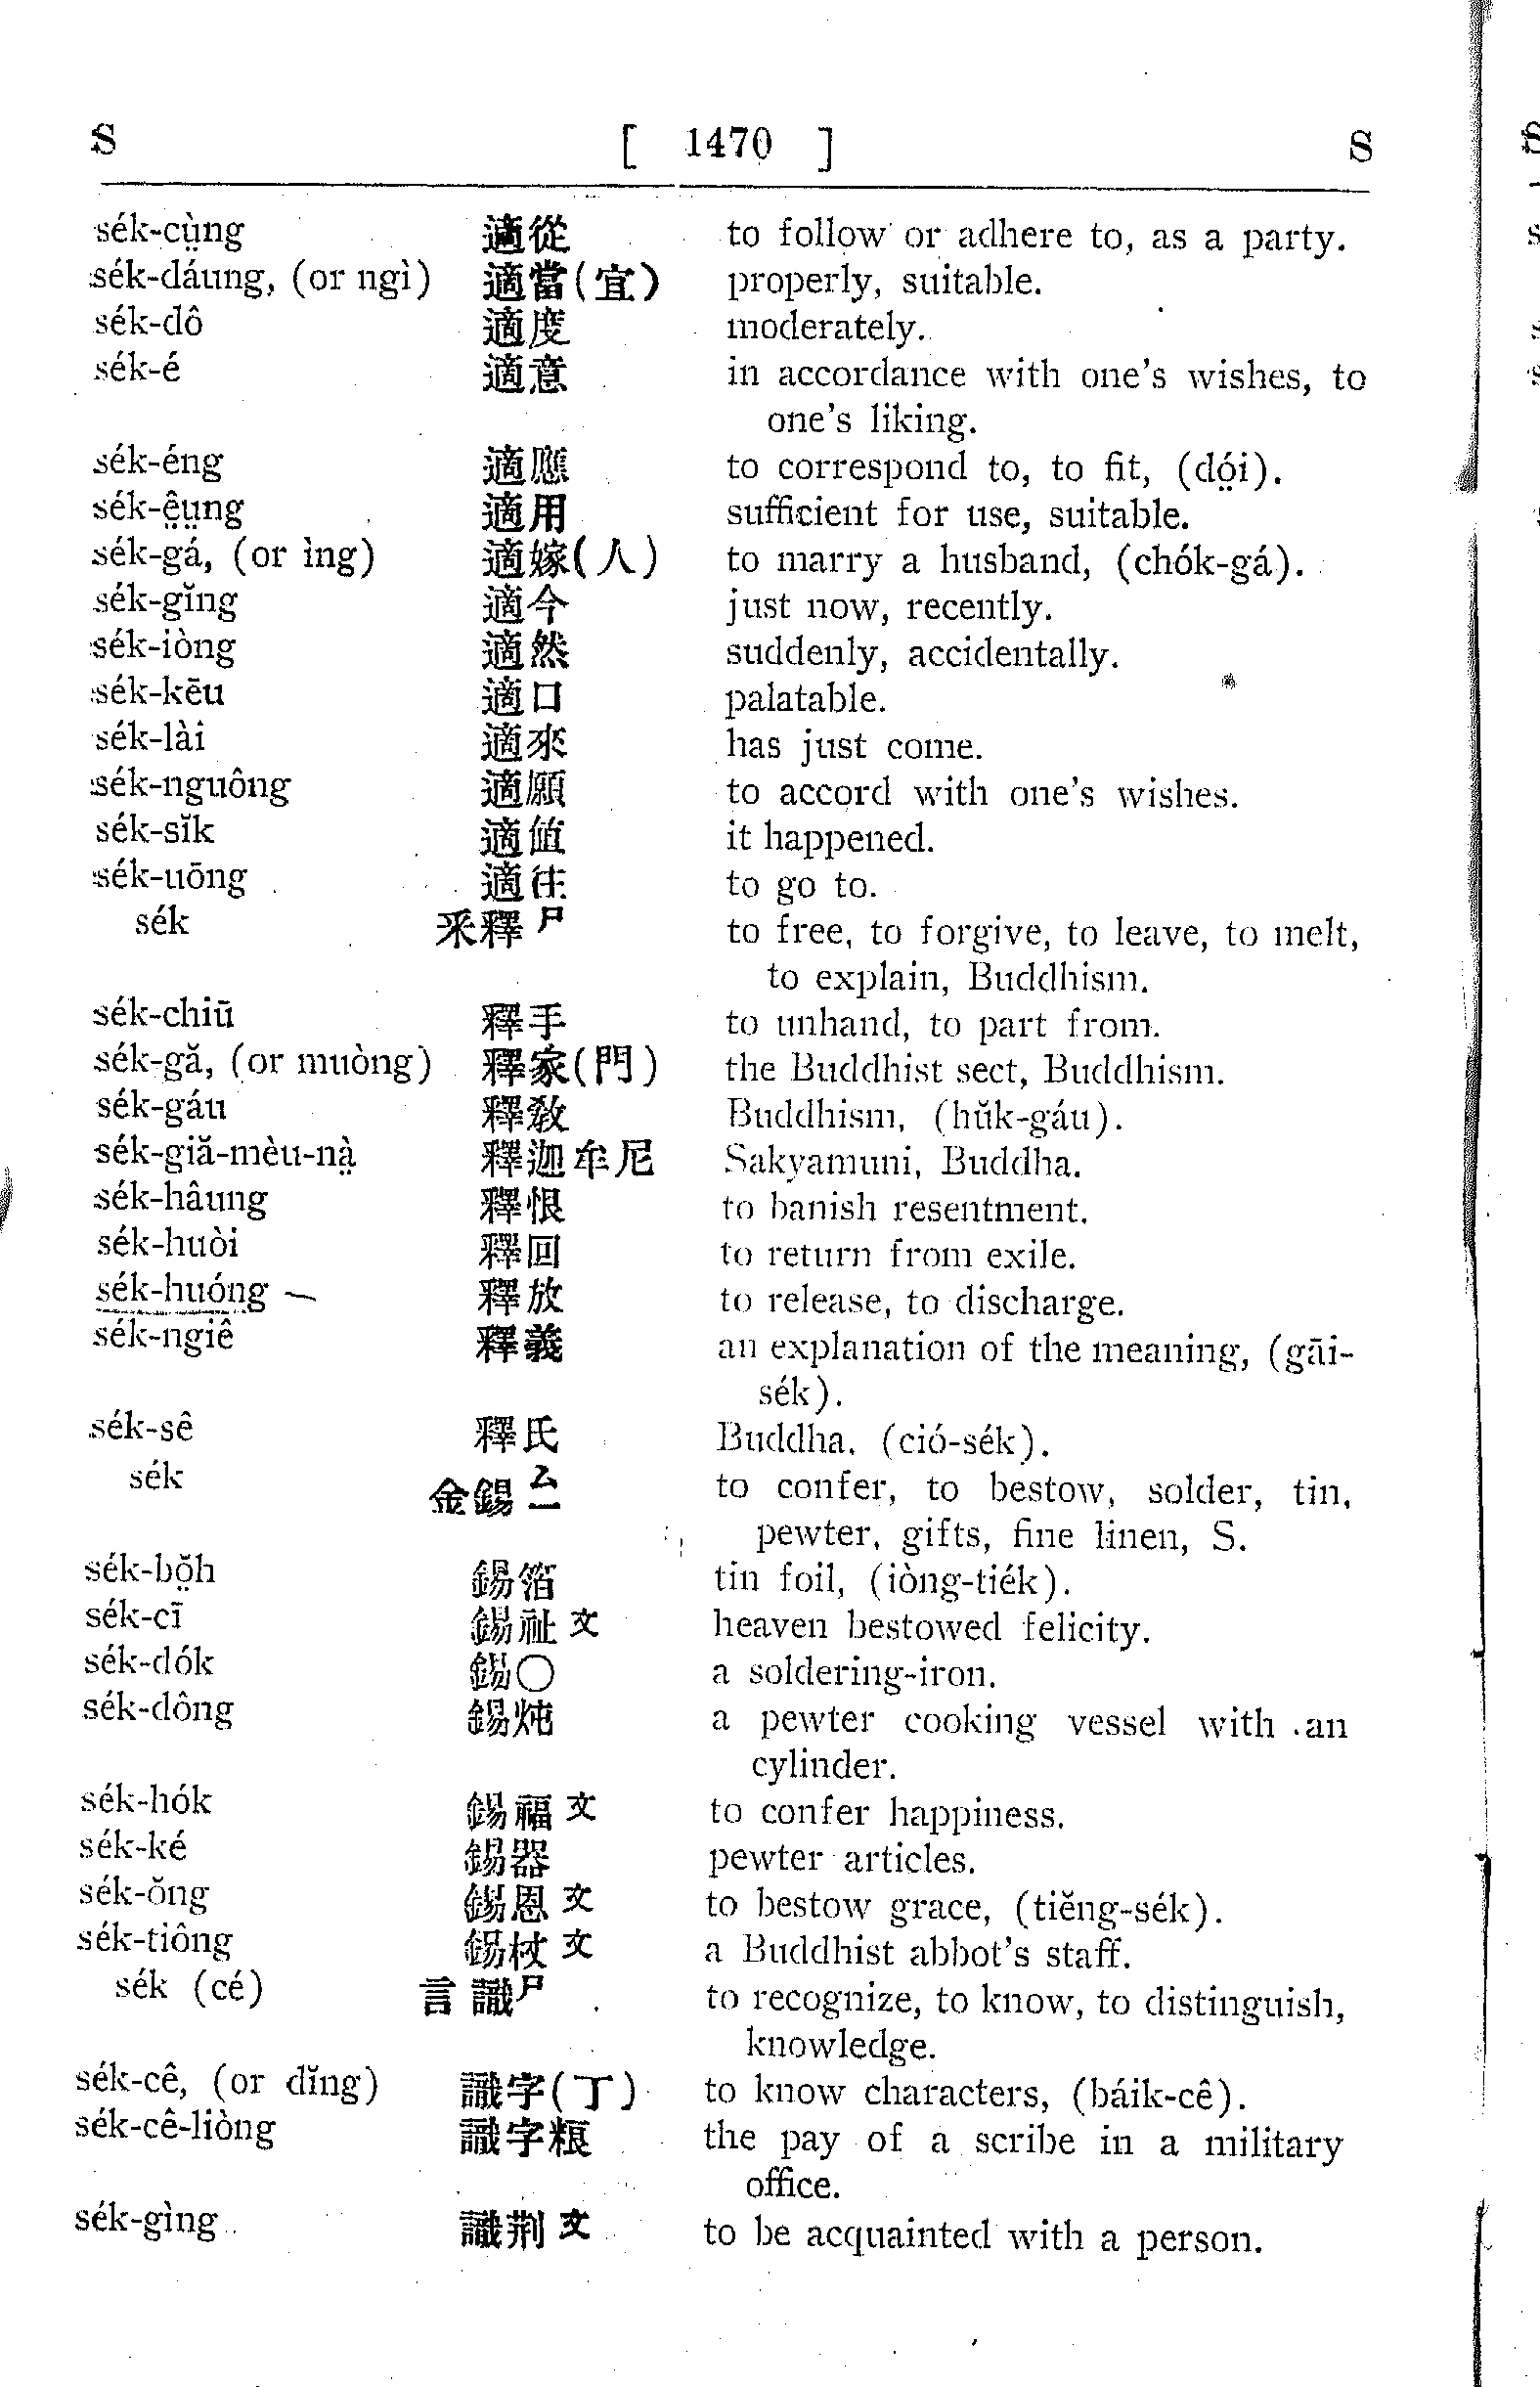 S [ 1470 ] S
sék-cṳ̀ng 適從 to follow or adhere to, as a party.
sék-dáung, (or ngì) 適當(宜) properly, suitable.
sék-dô 適度 moderately.
sék-é 適意 in accordance with one's wishes, to
one's liking.
sék-éng 適應 to correspond to, to fit, (dó̤i).
sék-ê̤ṳng 適用 sufficient for use, suitable.
sék-gá, (or ìng) 適嫁(人) to marry a husband, (chók-gá).
sék-gĭng 適今 just now, recently.
sék-iòng 適然 suddenly, accidentally.
sék-kēu 適口 palatable.
sék-lài 適來 has just come.
sék-nguông 適願 to accord with one's wishes.
sék-sĭk 適値 it happened.
sék-uōng 適往 to go to.
sék 釆釋尸 to free, to forgive, to leave, to melt,
to explain, Buddhism.
sék-chiū 釋手 to unhand, to part from.
sék-gă, (or muòng) 釋家(門) the Buddhist sect, Buddhism.
sék-gáu 釋敎 Buddhism, (hŭk-gáu).
sék-giă-mèu-nà̤ 釋迦牟尼 Sakyamuni, Buddha.
sék-hâung 釋恨 to banish resentment.
sék-huòi 釋回 to return from exile.
sék-huóng 釋放 to release, to discharge.
sék-ngiê 釋義 an explanation of the meaning, (gāi-
sék).
sék-sê 釋氏 Buddha, (ció-sék).
sék 金錫ㄙ一 to confer, to bestow, solder, tin,
pewter, gifts, fine linen, S.
sék-bŏ̤h 錫箔 tin foil, (iòng-tiék).
sék-cī 錫祉文 heaven bestowed felicity.
sék-dók 錫〇 a soldering-iron.
sék-dông 錫炖 a pewter cooking vessel with an
cylinder.
sék-hók 錫福文 to confer happiness.
sék-ké 錫器 pewter articles.
sék-ŏng 錫恩文 to bestow grace, (tiĕng-sék).
sék-tiông 錫杖文 a Buddhist abbot's staff.
sék (cé) 言識尸 to recognize, to know, to distinguish,
knowledge.
sék-cê, (or dĭng) 識字(丁) to know characters, (báik-cê).
sék-cê-liòng 識字粮 the pay of a scribe in a military
office.
sék-gìng 識荆文 to be acquainted with a person.